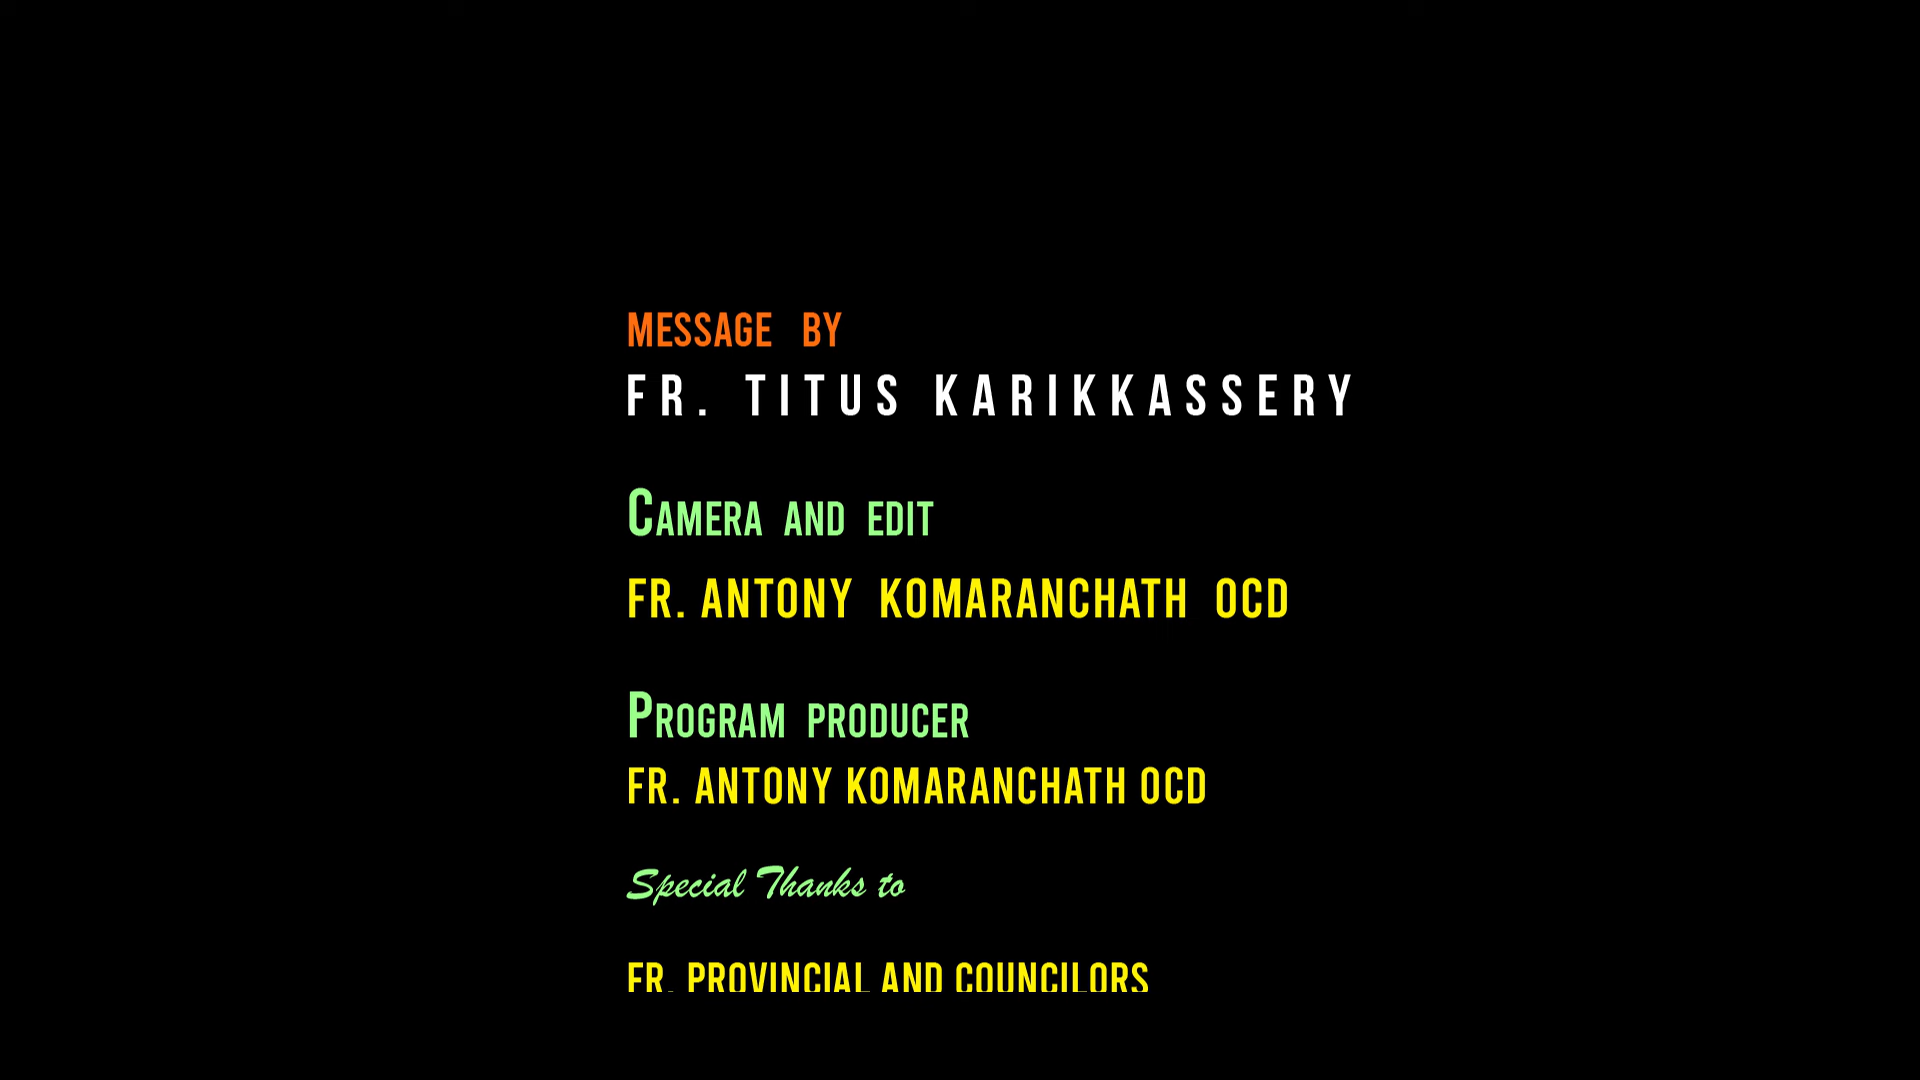 MESSAGE BY
FR. TITUS KARIKKASSERY
CAMERA AND EDIT
FR. ANTONY KOMARANCHATH OCD
PROGRAM PRODUCER
FR. ANTONY KOMARANCHATH OCD
Special Thanks to
FR. PROVINCIAL AND COUNCILORS